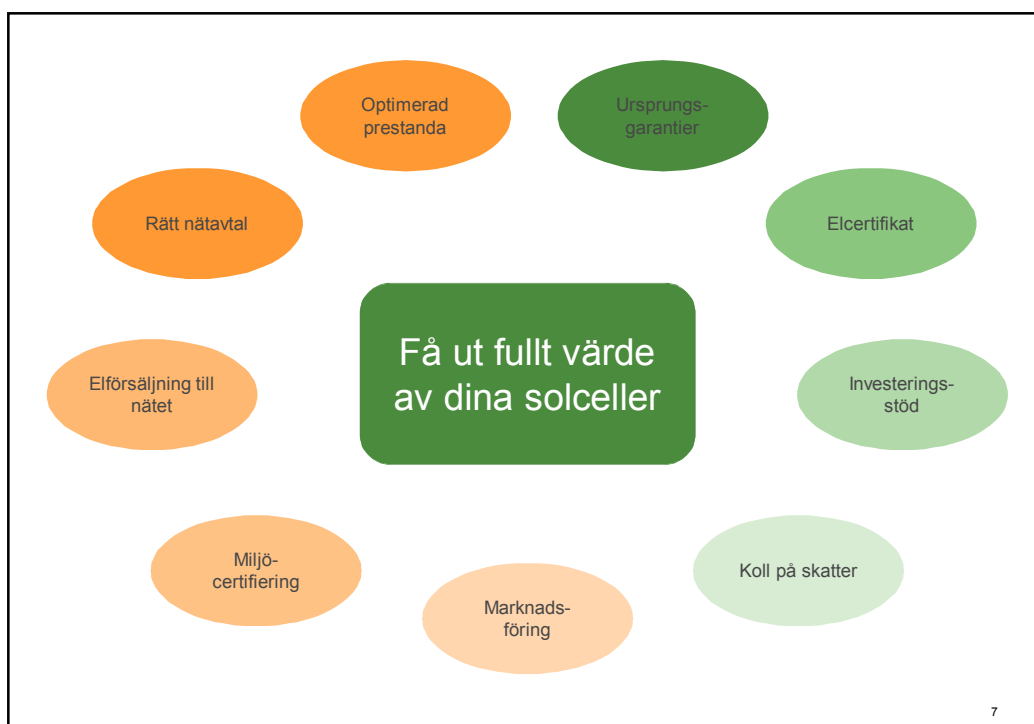 Optimerad
prestanda
Ursprungs-
garantier
Rätt nätavtal
Elcertifikat
Få ut fullt värde
av dina solceller
Elförsäljning till
nätet
Investerings-
stöd
Miljö-
certifiering
Koll på skatter
Marknads-
föring
7